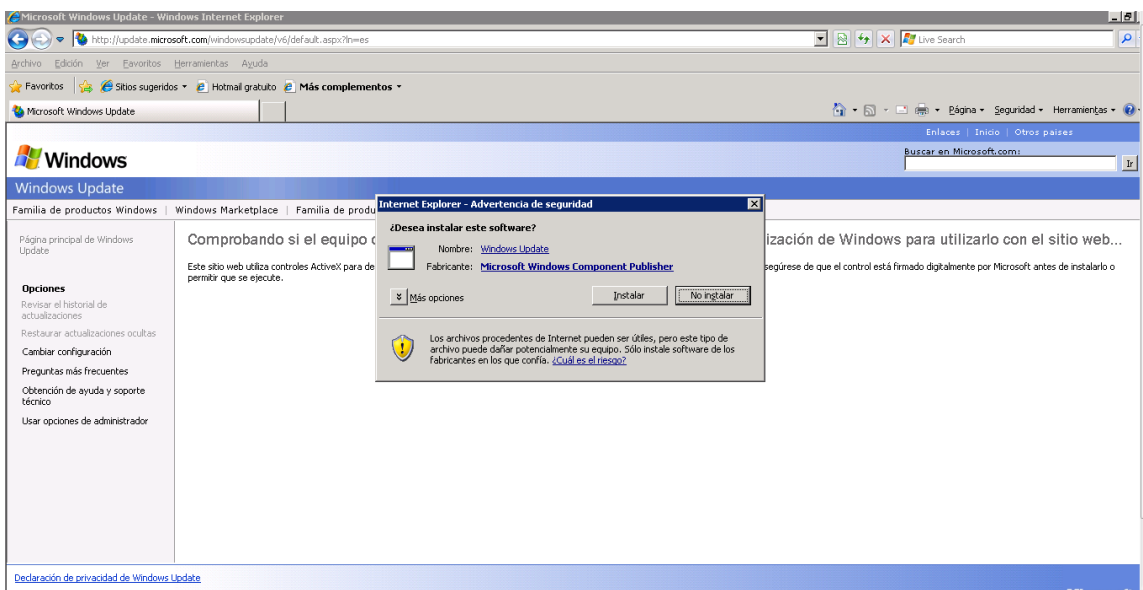 Microsoft Windows Update - Windows Internet Explorer
http://update.microsoft.com/windowsupdate/v6/default.aspx?ln=es
Live Search
Archivo Edición Ver Favoritos Herramientas Ayuda
Favoritos Sitios sugeridos Hotmail gratuito Más complementos
Microsoft Windows Update
Página Seguridad Herramientas
Enlaces | Inicio | Otros países
Windows
Buscar en Microsoft.com:
Ir
Windows Update
Familia de productos Windows | Windows Marketplace | Familia de produ
Página principal de Windows
Update
Opciones
Revisar el historial de
actualizaciones
Restaurar actualizaciones ocultas
Cambiar configuración
Preguntas más frecuentes
Obtención de ayuda y soporte
técnico
Usar opciones de administrador
Comprobando si el equipo ización de Windows para utilizarlo con el sitio web...
Este sitio web utiliza controles ActiveX para de segúrese de que el control está firmado digitalmente por Microsoft antes de instalarlo o
permitir que se ejecute.
Internet Explorer - Advertencia de seguridad
¿Desea instalar este software?
Nombre: Windows Update
Fabricante: Microsoft Windows Component Publisher
Más opciones
Instalar
No instalar
Los archivos procedentes de Internet pueden ser útiles, pero este tipo de
archivo puede dañar potencialmente su equipo. Sólo instale software de los
fabricantes en los que confía. ¿Cuál es el riesgo?
Declaración de privacidad de Windows Update